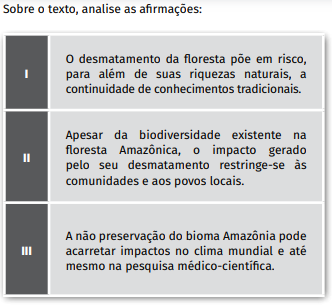 Sobre o texto, analise as afirmações:
I
O desmatamento da floresta põe em risco,
para além de suas riquezas naturais, a
continuidade de conhecimentos tradicionais.
II
Apesar da biodiversidade existente na
floresta Amazônica, o impacto gerado
pelo seu desmatamento restringe-se às
comunidades e aos povos locais.
III
A não preservação do bioma Amazônia pode
acarretar impactos no clima mundial e até
mesmo na pesquisa médico-científica.